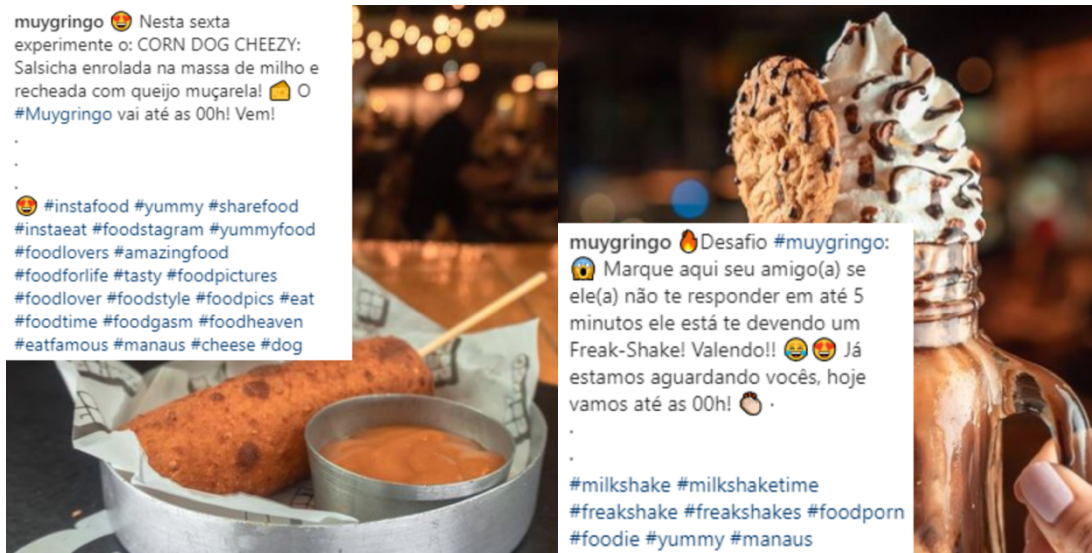 muygringo 😍 Nesta sexta
experimente o: CORN DOG CHEEZY:
Salsicha enrolada na massa de milho e
recheada com queijo muçarela! 🧀 O
#Muygringo vai até as 00h! Vem!
.
.
.
😍 #instafood #yummy #sharefood
#instaeat #foodstagram #yummyfood
#foodlovers #amazingfood
#foodforlife #tasty #foodpictures
#foodlover #foodstyle #foodpics #eat
#foodtime #foodgasm #foodheaven
#eatfamous #manaus #cheese #dog
muygringo 🔥Desafio #muygringo:
😱 Marque aqui seu amigo(a) se
ele(a) não te responder em até 5
minutos ele está te devendo um
Freak-Shake! Valendo!! 😂😍 Já
estamos aguardando vocês, hoje
vamos até as 00h! 👏🏻 ·
.
.
#milkshake #milkshaketime
#freakshake #freakshakes #foodporn
#foodie #yummy #manaus